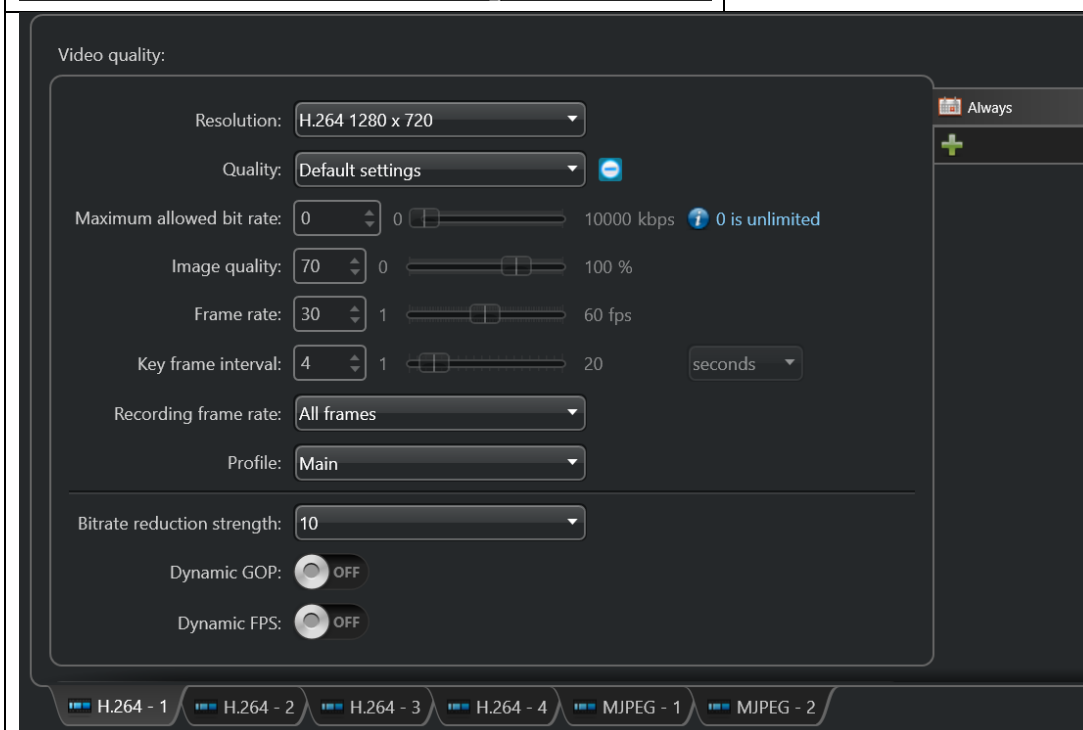 Video quality:
Always
Resolution: H.264 1280 x 720
Quality: Default settings
Maximum allowed bit rate: 0 0 10000 kbps 0 is unlimited
Image quality: 70 0 100 %
Frame rate: 30 1 60 fps
Key frame interval: 4 1 20 seconds
Recording frame rate: All frames
Profile: Main
Bitrate reduction strength: 10
Dynamic GOP: OFF
Dynamic FPS: OFF
H.264 - 1 H.264 - 2 H.264 - 3 H.264 - 4 MJPEG - 1 MJPEG - 2